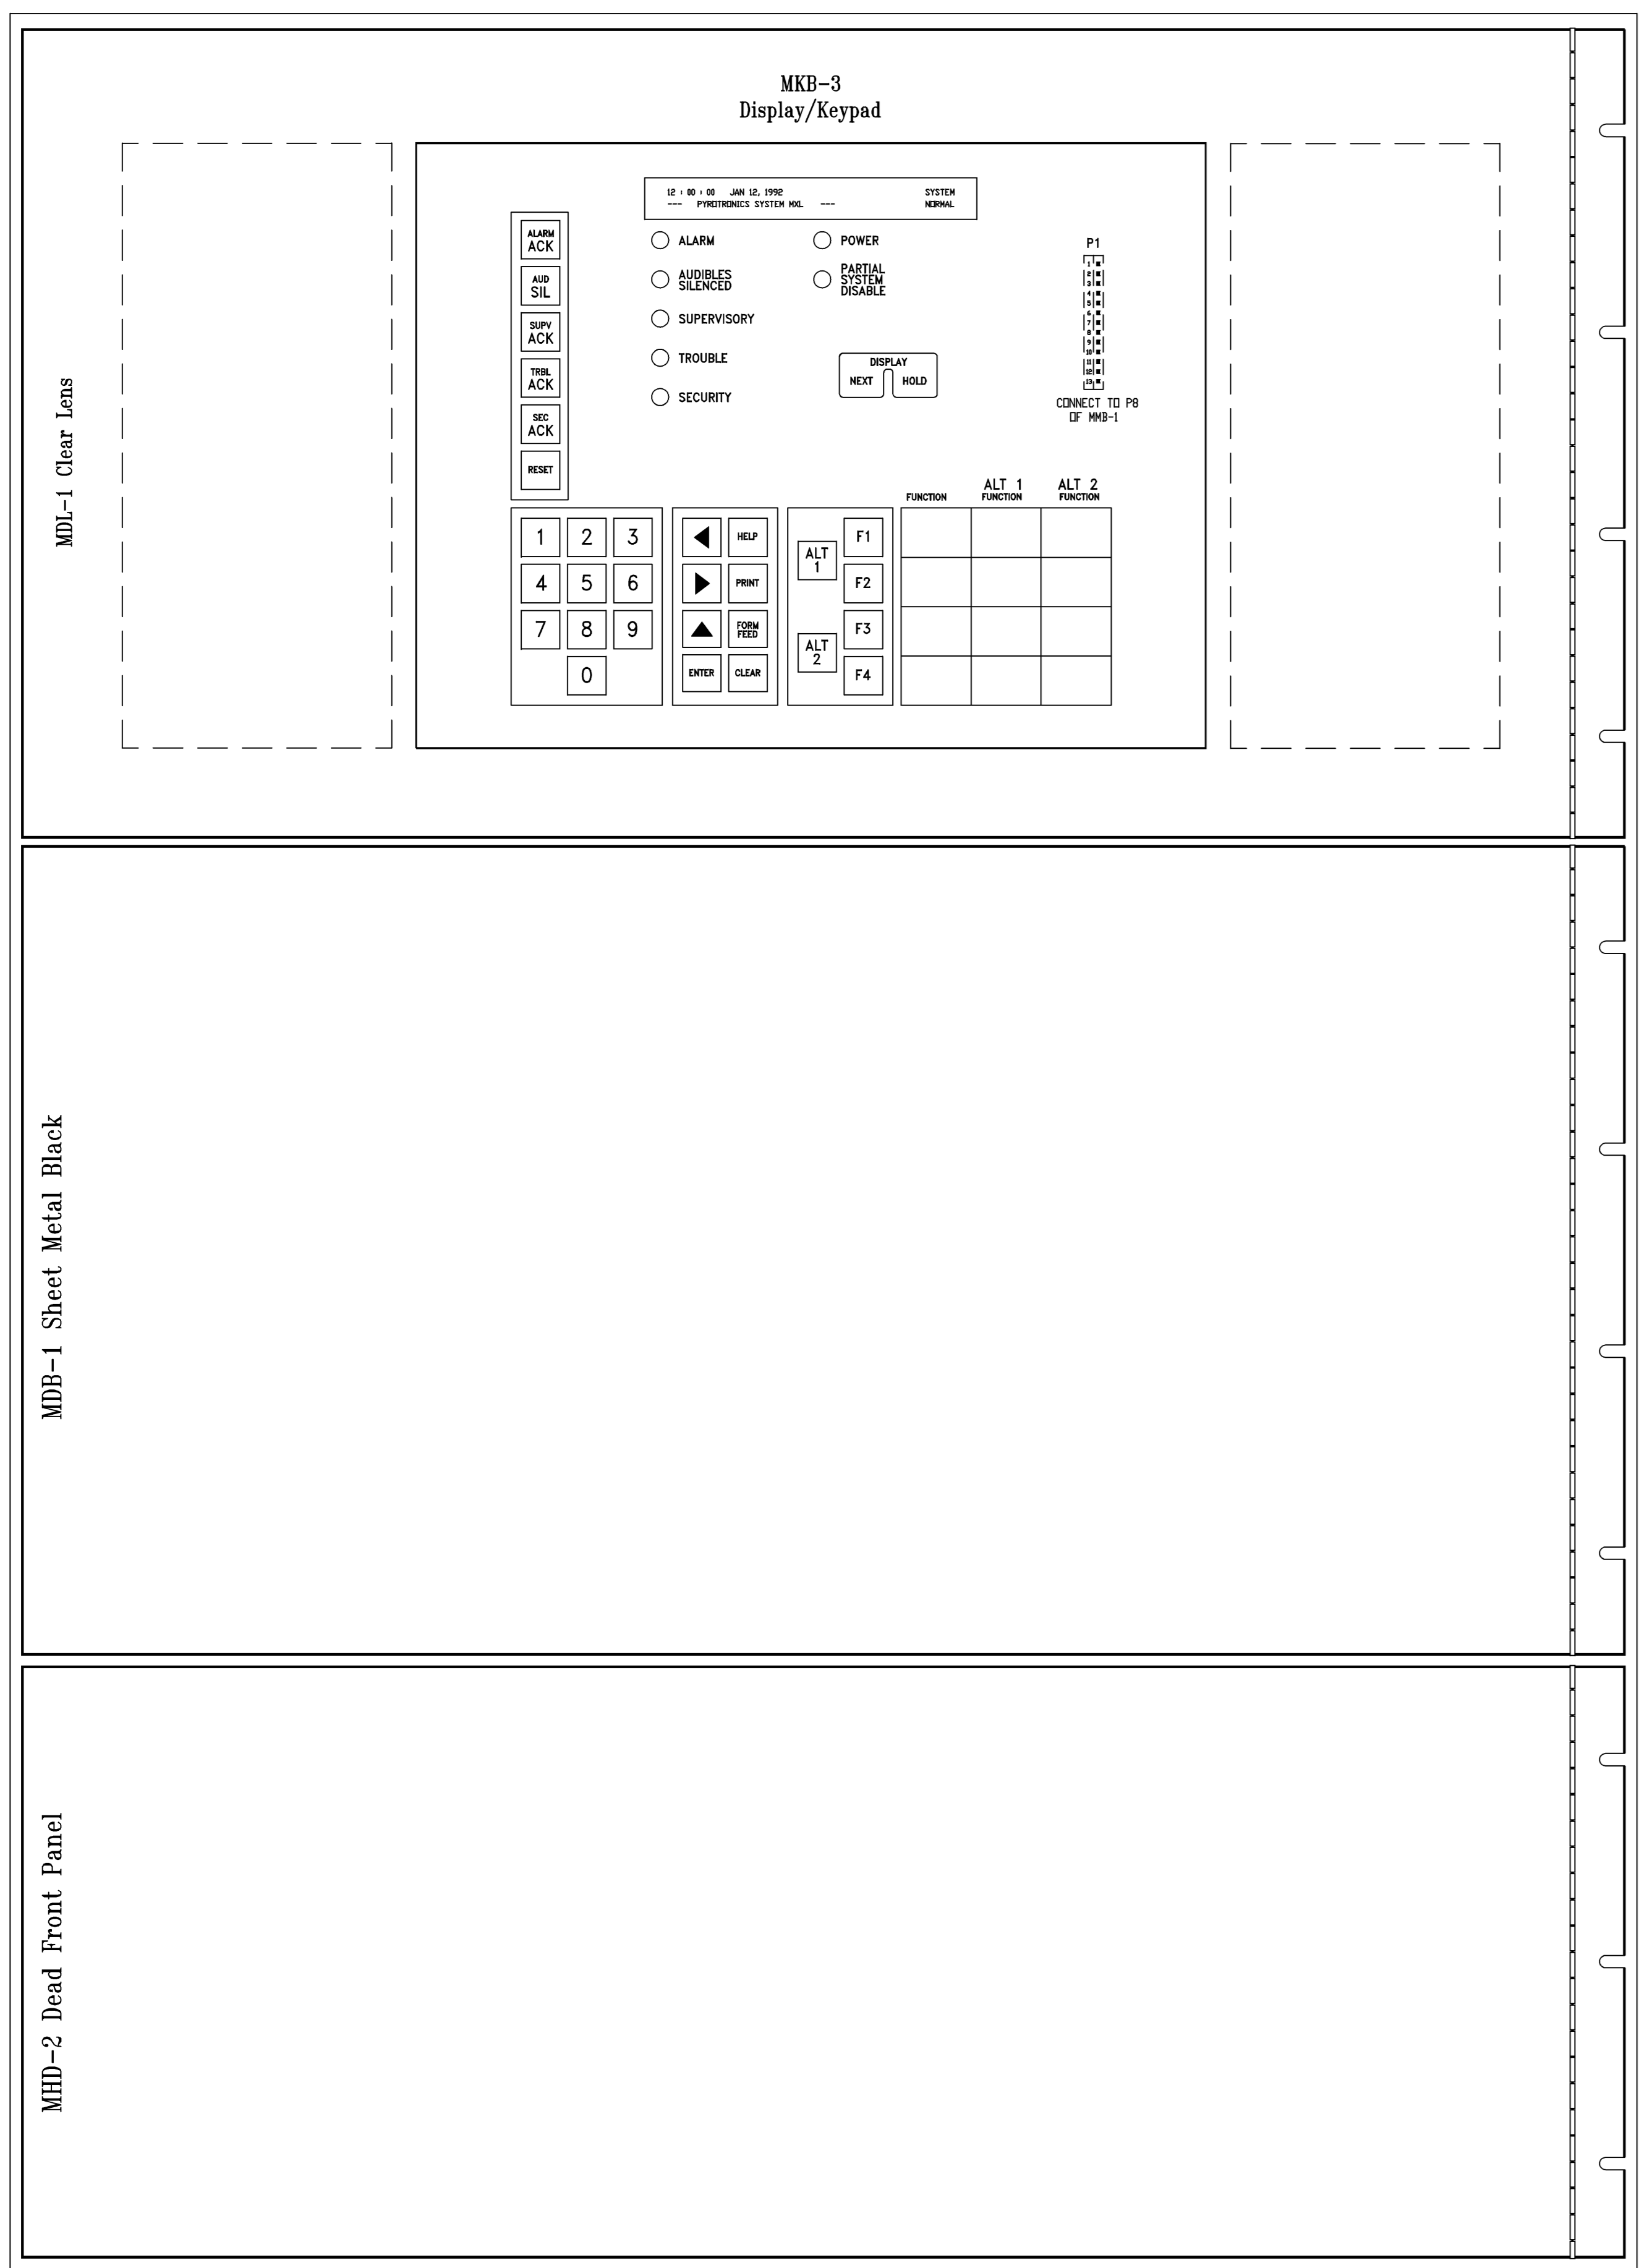 MKB-3
Display/Keypad
MDL-1 Clear Lens
12 : 00 : 00 JAN 12, 1992 SYSTEM
--- PYROTRONICS SYSTEM MXL --- NORMAL
ALARM
ACK
AUD
SIL
SUPV
ACK
TRBL
ACK
SEC
ACK
RESET
ALARM
AUDIBLES
SILENCED
SUPERVISORY
TROUBLE
SECURITY
POWER
PARTIAL
SYSTEM
DISABLE
DISPLAY
NEXT HOLD
P1
1
2
3
4
5
6
7
8
9
10
11
12
13
CONNECT TO P8
OF MMB-1
1 2 3
4 5 6
7 8 9
0
HELP
PRINT
FORM
FEED
ENTER CLEAR
ALT
1
ALT
2
F1
F2
F3
F4
FUNCTION
ALT 1
FUNCTION
ALT 2
FUNCTION
MDB-1 Sheet Metal Black
MHD-2 Dead Front Panel